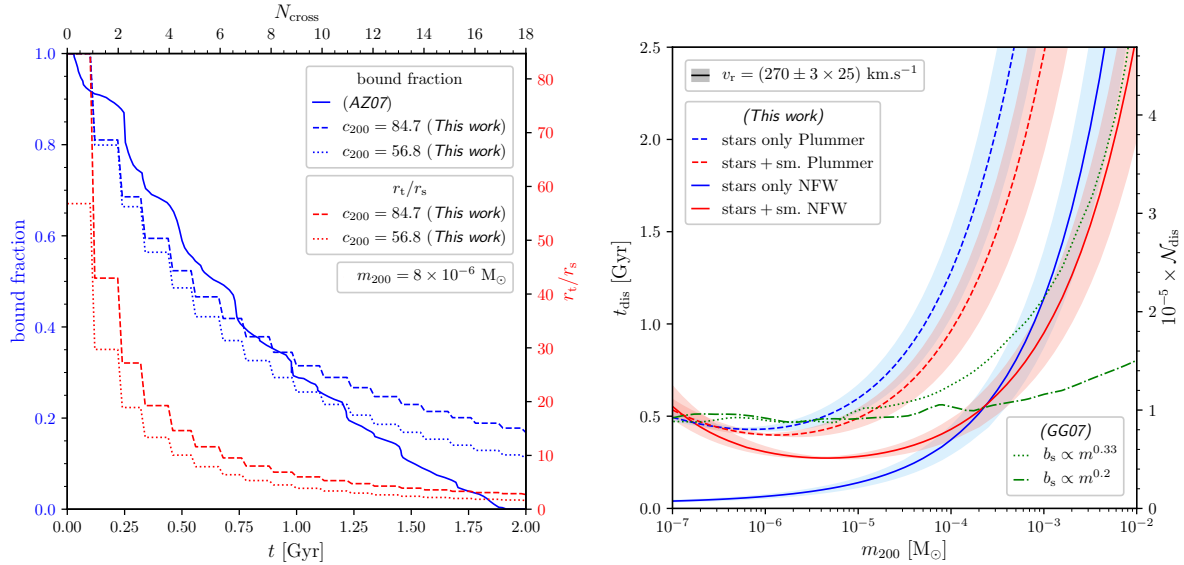 N_cross
0 2 4 6 8 10 12 14 16 18
1.0
0.8
0.6
0.4
0.2
0.0
bound fraction
bound fraction
(AZ07)
c₂₀₀ = 84.7 (This work)
c₂₀₀ = 56.8 (This work)
r_t/r_s
c₂₀₀ = 84.7 (This work)
c₂₀₀ = 56.8 (This work)
m₂₀₀ = 8 × 10⁻⁶ M_⊙
80
70
60
50
40
30
20
10
0
r_t/r_s
0.00 0.25 0.50 0.75 1.00 1.25 1.50 1.75 2.00
t [Gyr]
2.5
2.0
1.5
1.0
0.5
0.0
t_dis [Gyr]
v_r = (270 ± 3 × 25) km.s⁻¹
(This work)
stars only Plummer
stars + sm. Plummer
stars only NFW
stars + sm. NFW
(GG07)
b_s ∝ m^0.33
b_s ∝ m^0.2
4
3
2
1
0
10⁻⁵ × 𝒩_dis
10⁻⁷ 10⁻⁶ 10⁻⁵ 10⁻⁴ 10⁻³ 10⁻²
m₂₀₀ [M_⊙]